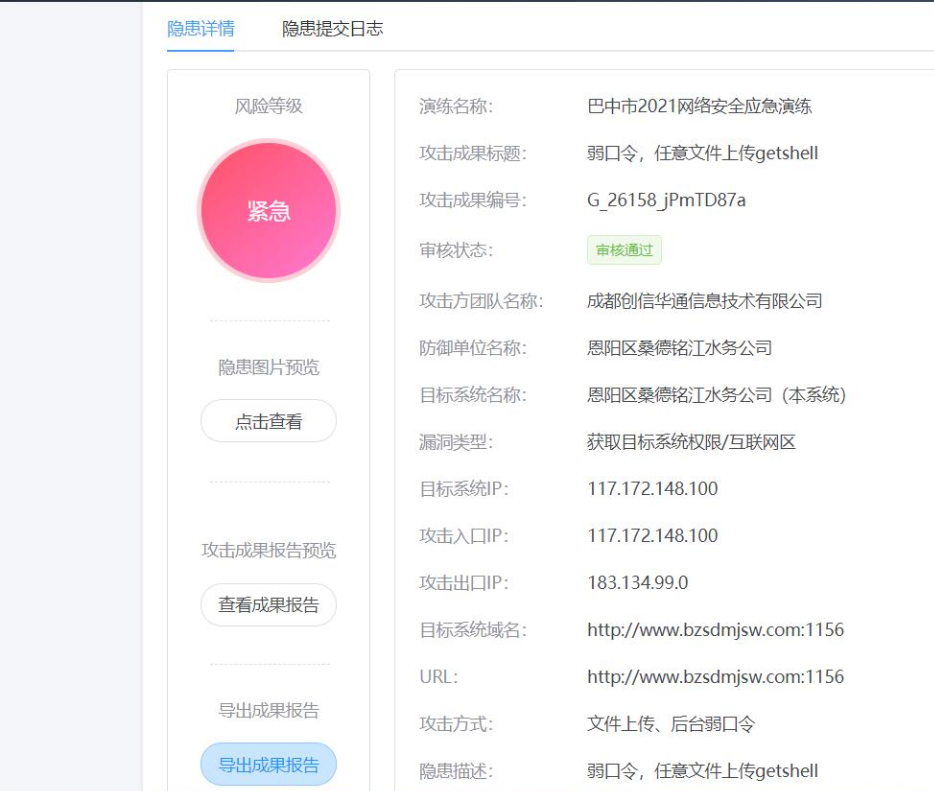 隐患详情 隐患提交日志
风险等级
紧急
隐患图片预览
点击查看
攻击成果报告预览
查看成果报告
导出成果报告
导出成果报告
演练名称: 巴中市2021网络安全应急演练
攻击成果标题: 弱口令，任意文件上传getshell
攻击成果编号: G_26158_jPmTD87a
审核状态: 审核通过
攻击方团队名称: 成都创信华通信息技术有限公司
防御单位名称: 恩阳区桑德铭江水务公司
目标系统名称: 恩阳区桑德铭江水务公司（本系统）
漏洞类型: 获取目标系统权限/互联网区
目标系统IP: 117.172.148.100
攻击入口IP: 117.172.148.100
攻击出口IP: 183.134.99.0
目标系统域名: http://www.bzsdmjsw.com:1156
URL: http://www.bzsdmjsw.com:1156
攻击方式: 文件上传、后台弱口令
隐患描述: 弱口令，任意文件上传getshell